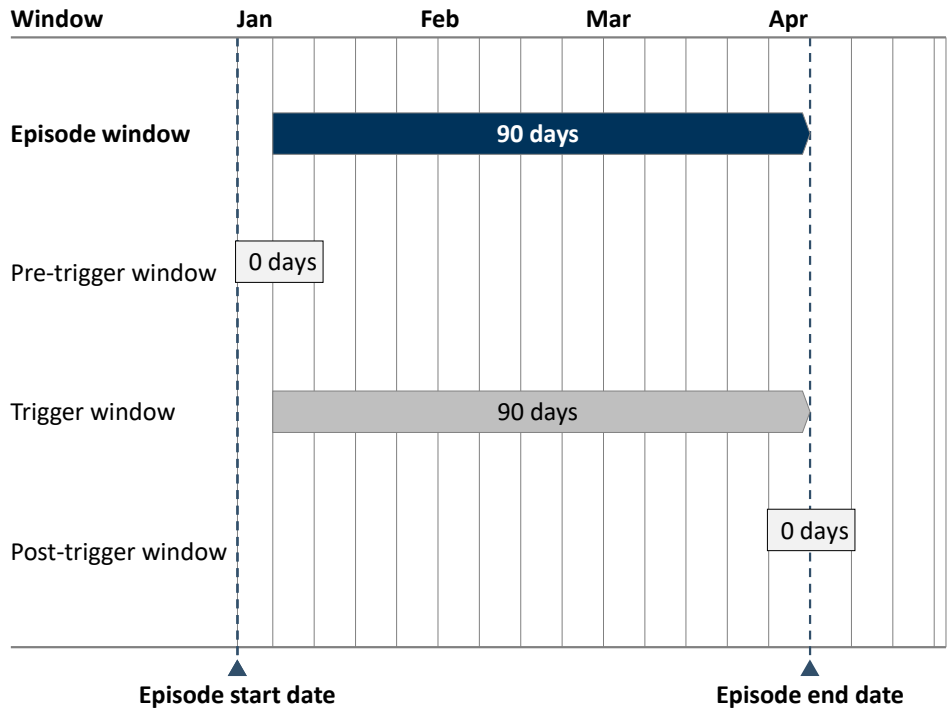 Window Jan Feb Mar Apr
Episode window 90 days
0 days
Pre-trigger window
Trigger window 90 days
0 days
Post-trigger window
Episode start date Episode end date